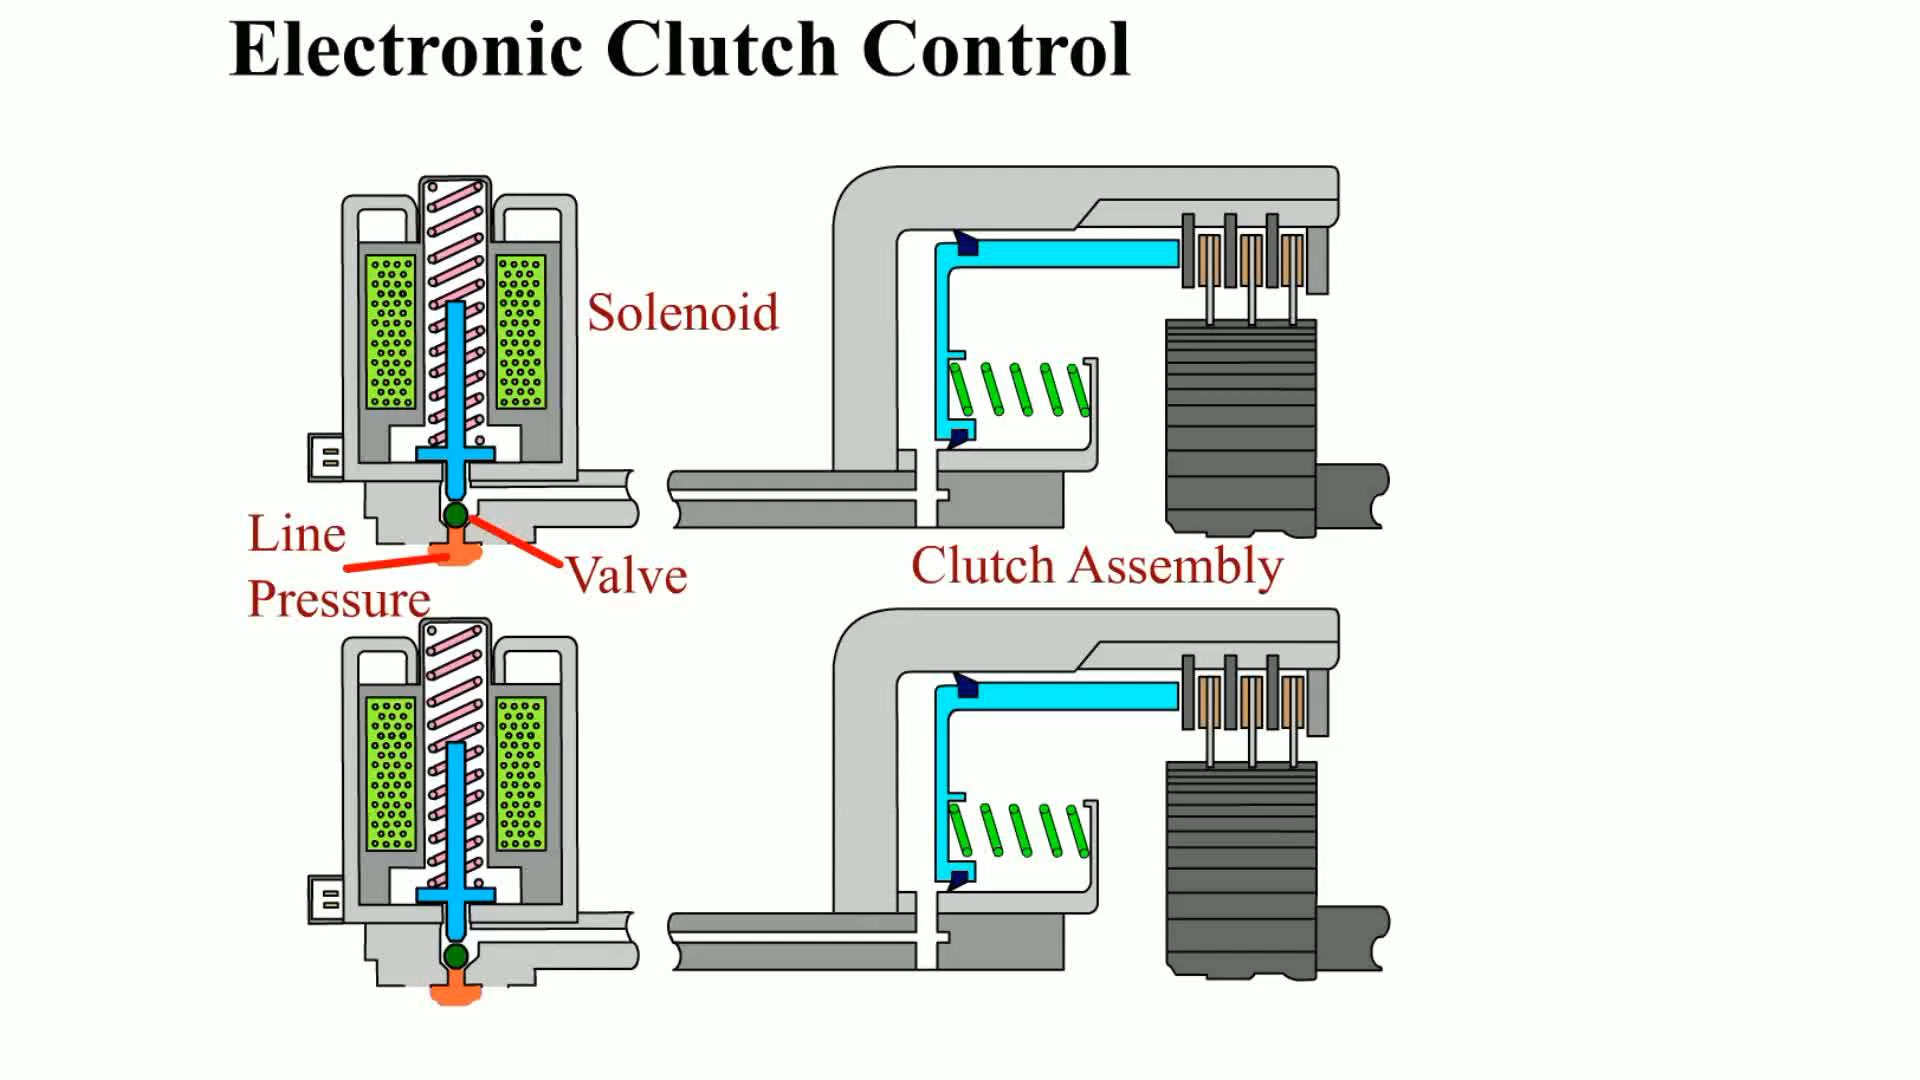 Electronic Clutch Control
Solenoid
Line
Pressure
Valve
Clutch Assembly